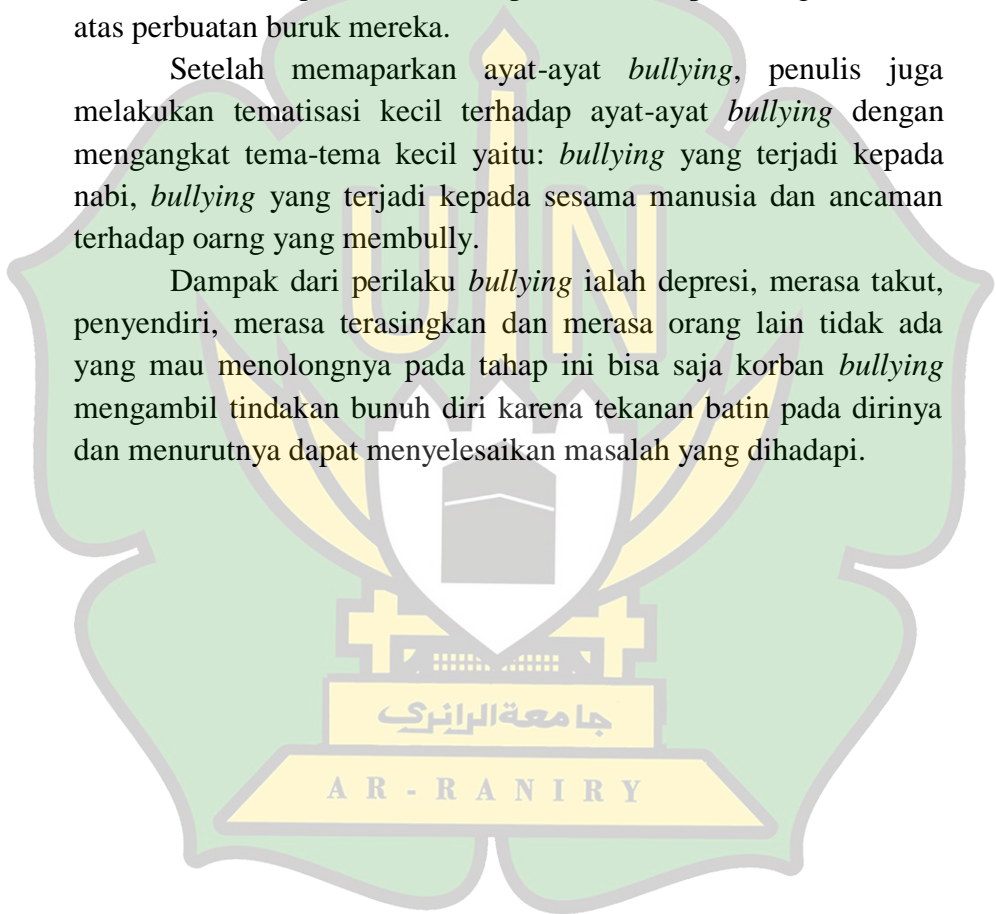 atas perbuatan buruk mereka.
Setelah memaparkan ayat-ayat bullying, penulis juga
melakukan tematisasi kecil terhadap ayat-ayat bullying dengan
mengangkat tema-tema kecil yaitu: bullying yang terjadi kepada
nabi, bullying yang terjadi kepada sesama manusia dan ancaman
terhadap oarng yang membully.
Dampak dari perilaku bullying ialah depresi, merasa takut,
penyendiri, merasa terasingkan dan merasa orang lain tidak ada
yang mau menolongnya pada tahap ini bisa saja korban bullying
mengambil tindakan bunuh diri karena tekanan batin pada dirinya
dan menurutnya dapat menyelesaikan masalah yang dihadapi.
UIN
جامعةالرانري
AR-RANIRY